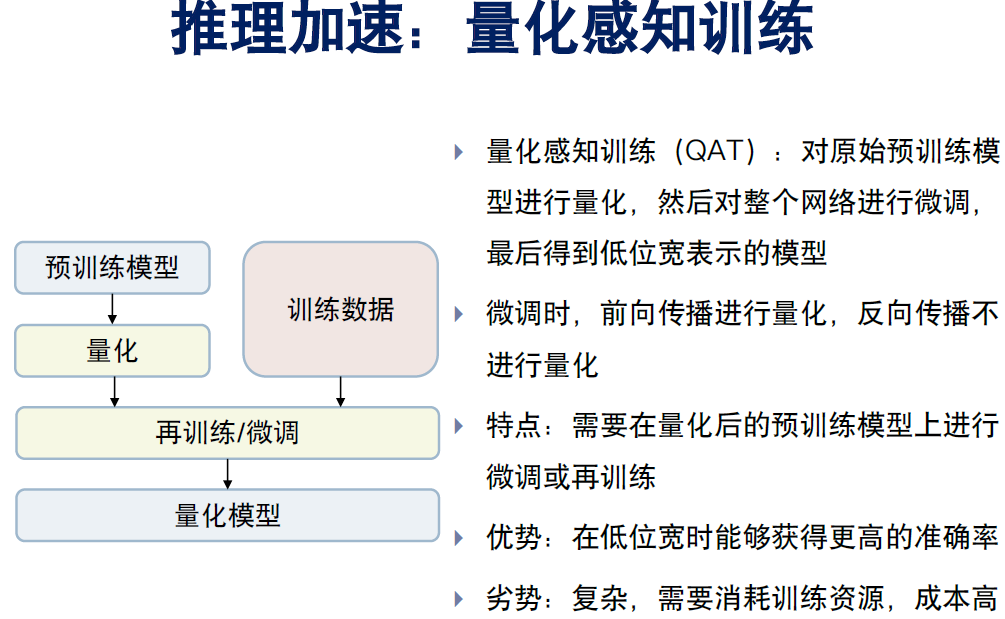 推理加速：量化感知训练
预训练模型
量化
训练数据
再训练/微调
量化模型
量化感知训练（QAT）：对原始预训练模
型进行量化，然后对整个网络进行微调，
最后得到低位宽表示的模型
微调时，前向传播进行量化，反向传播不
进行量化
特点：需要在量化后的预训练模型上进行
微调或再训练
优势：在低位宽时能够获得更高的准确率
劣势：复杂，需要消耗训练资源，成本高